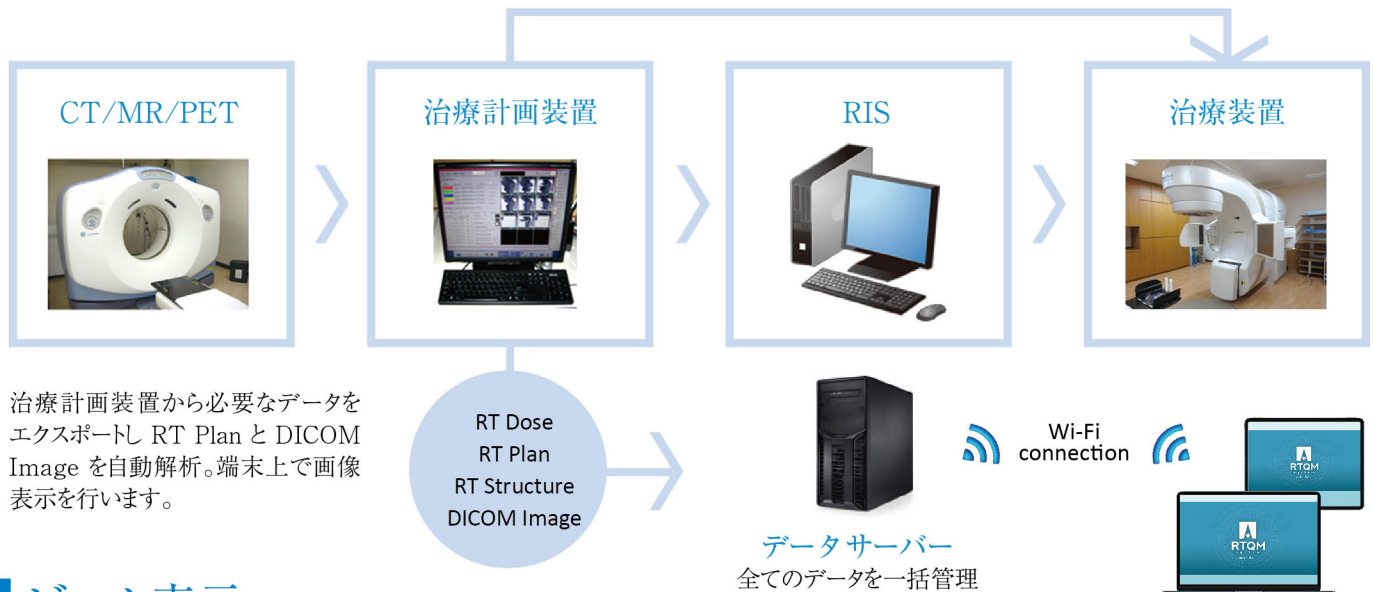 CT/MR/PET
治療計画装置
RIS
治療装置
治療計画装置から必要なデータを
エクスポートし RT Plan と DICOM
Image を自動解析。端末上で画像
表示を行います。
RT Dose
RT Plan
RT Structure
DICOM Image
Wi-Fi
connection
RTQM
RTQM
データサーバー
全てのデータを一括管理